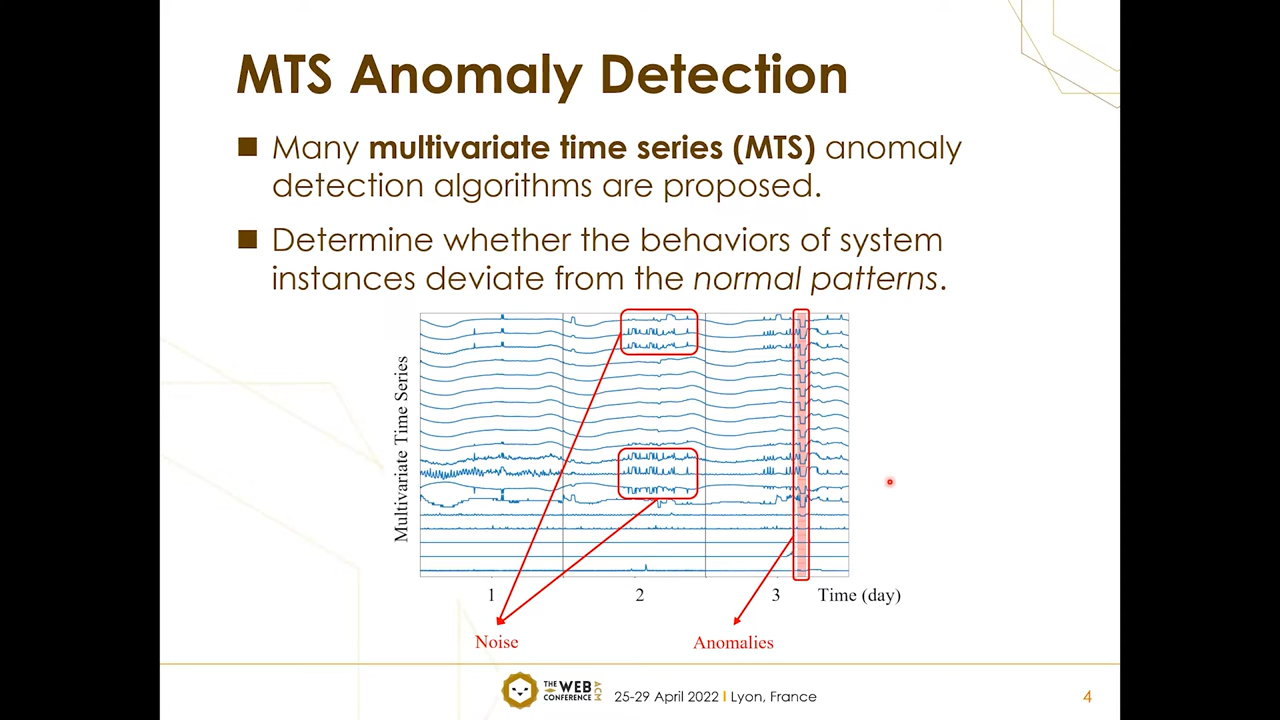 MTS Anomaly Detection
Many multivariate time series (MTS) anomaly
detection algorithms are proposed.
Determine whether the behaviors of system
instances deviate from the normal patterns.
Multivariate Time Series
1 2 3 Time (day)
Noise Anomalies
THE WEB CONFERENCE ACM
25-29 April 2022 I Lyon, France
4